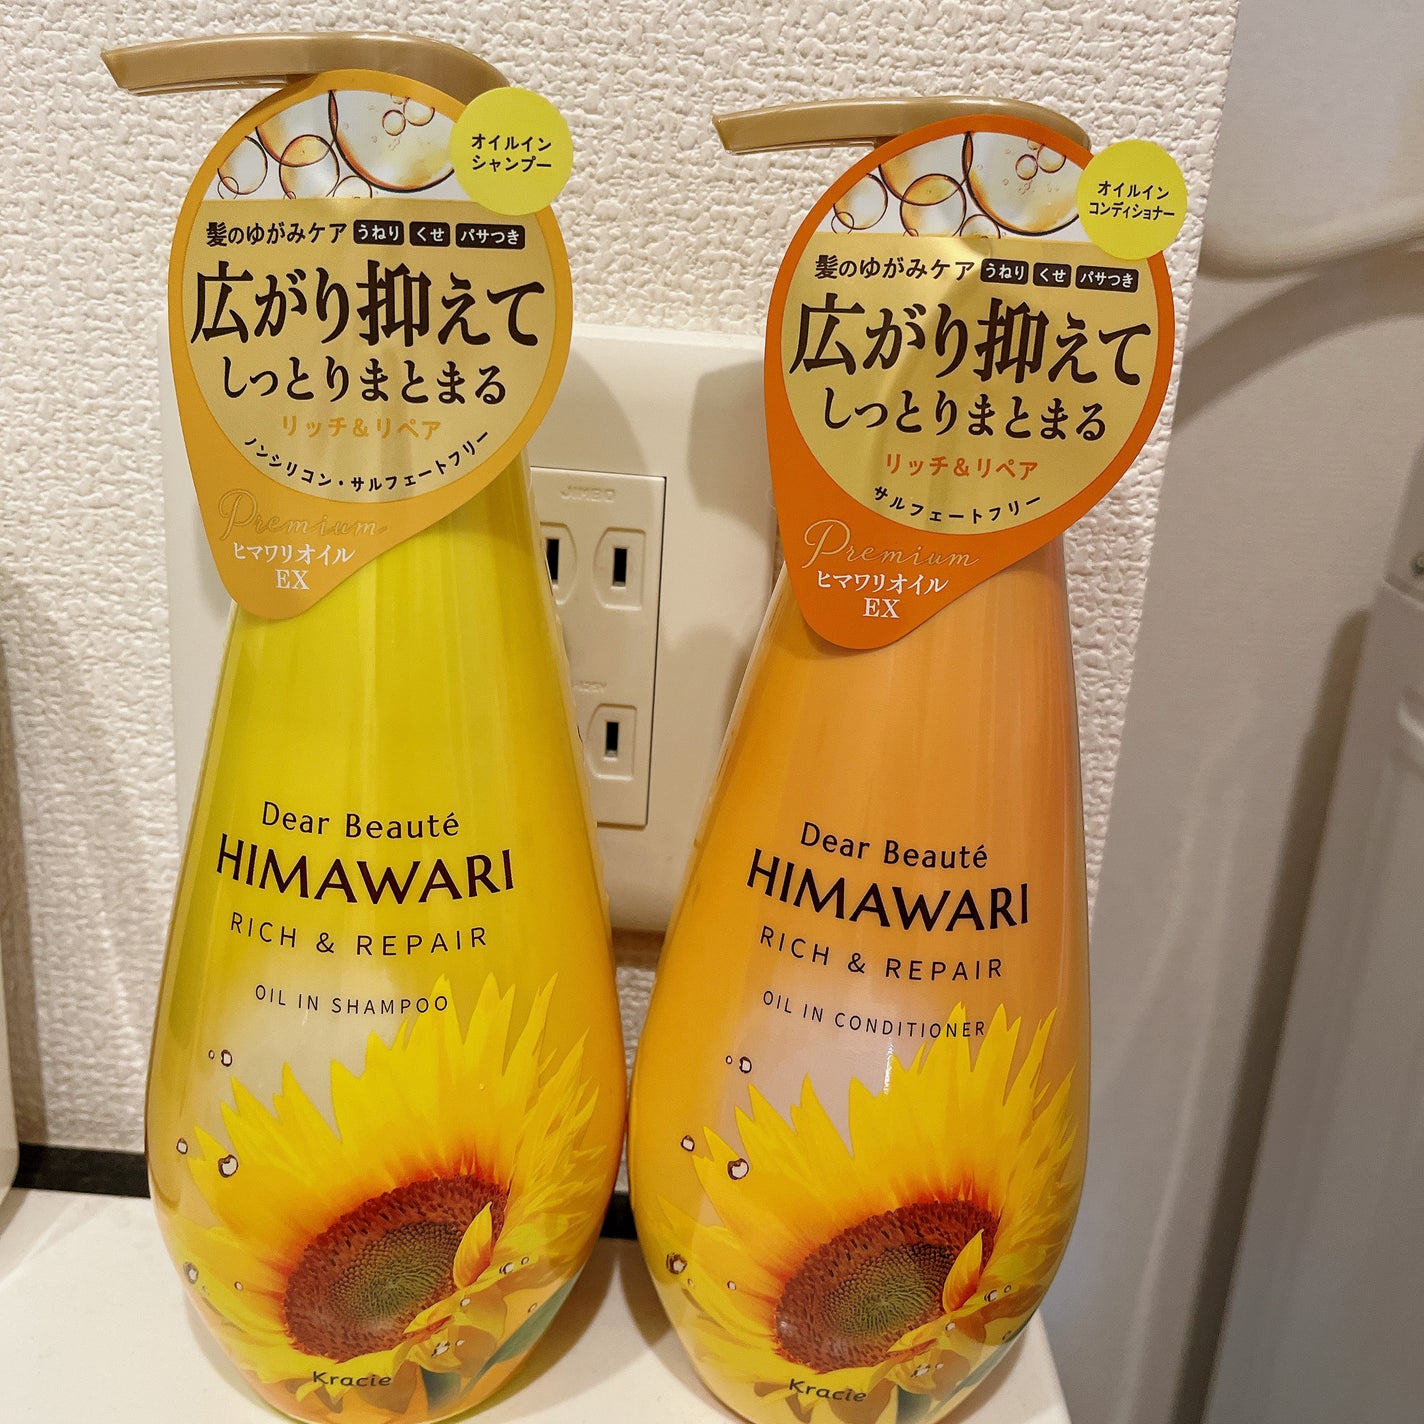 オイルイン
シャンプー
髪のゆがみケア うねり くせ パサつき
広がり抑えて
しっとりまとまる
リッチ&リペア
ノンシリコン・サルフェートフリー
Premium
ヒマワリオイル
EX
Dear Beauté
HIMAWARI
RICH & REPAIR
OIL IN SHAMPOO
Kracie
オイルイン
コンディショナー
髪のゆがみケア うねり くせ パサつき
広がり抑えて
しっとりまとまる
リッチ&リペア
サルフェートフリー
Premium
ヒマワリオイル
EX
Dear Beauté
HIMAWARI
RICH & REPAIR
OIL IN CONDITIONER
Kracie